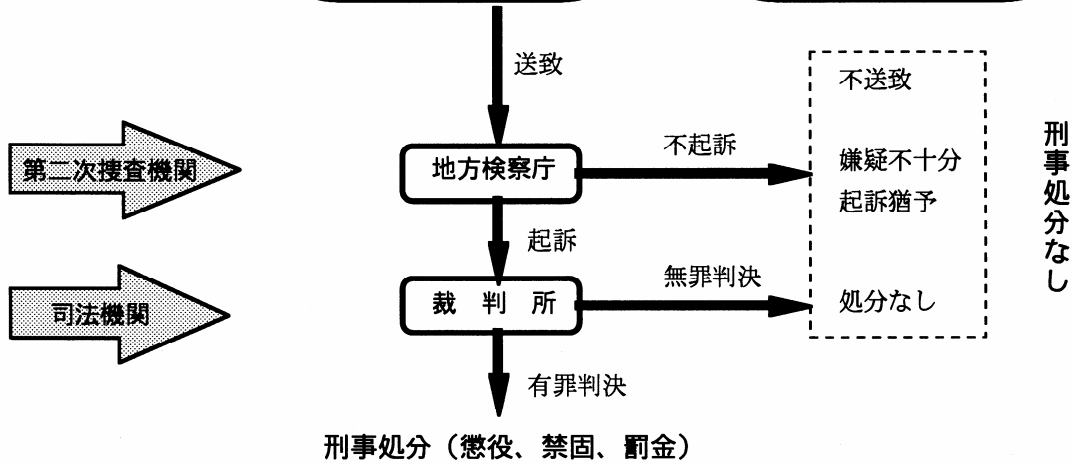 送致
不送致
第二次捜査機関
地方検察庁
不起訴
嫌疑不十分
起訴猶予
刑事処分なし
起訴
司法機関
裁判所
無罪判決
処分なし
有罪判決
刑事処分（懲役、禁固、罰金）